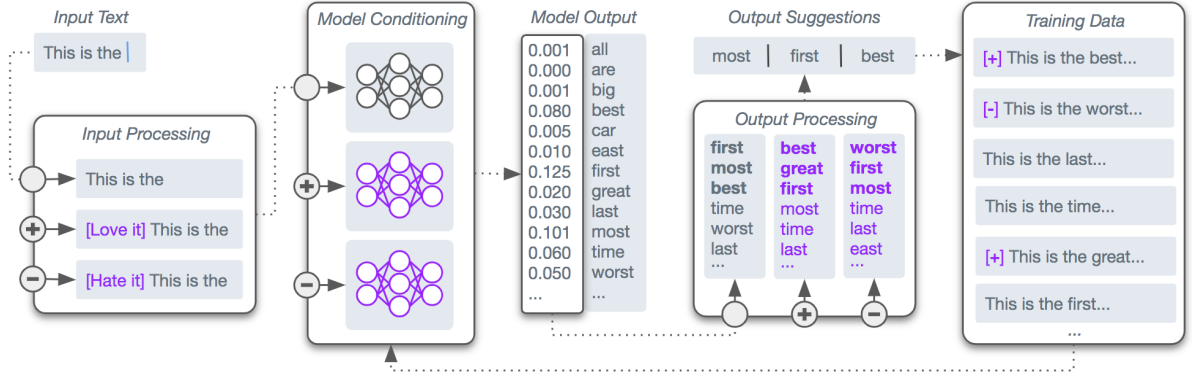 Input Text
This is the
Input Processing
This is the
[Love it] This is the
[Hate it] This is the
Model Conditioning
Model Output
0.001 all
0.000 are
0.001 big
0.080 best
0.005 car
0.010 east
0.125 first
0.020 great
0.030 last
0.101 most
0.060 time
0.050 worst
... ...
Output Suggestions
most | first | best
Output Processing
first best worst
most great first
best first most
time most time
worst time last
last last east
... ... ...
Training Data
[+] This is the best...
[-] This is the worst...
This is the last...
This is the time...
[+] This is the great...
This is the first...
...